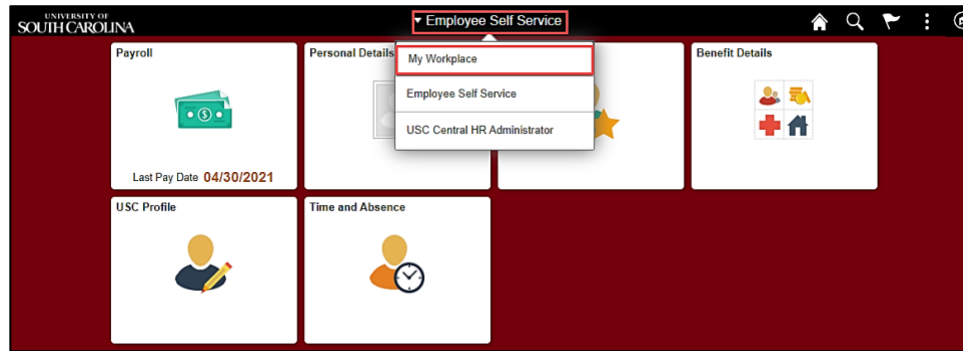 UNIVERSITY OF
SOUTH CAROLINA
Employee Self Service
Payroll
Last Pay Date 04/30/2021
Personal Details
My Workplace
Employee Self Service
USC Central HR Administrator
Benefit Details
USC Profile
Time and Absence